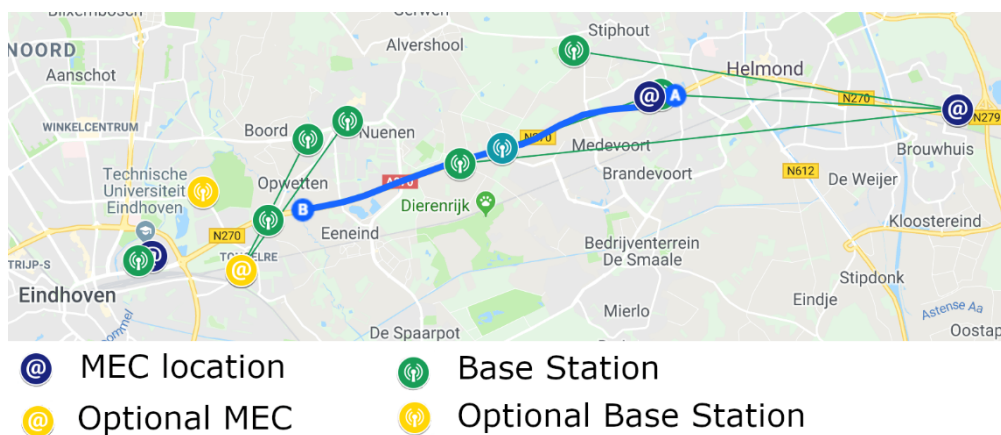 Stiphout
Alvershool
NOORD
Aanschot
Helmond
N270
N279
WINKELCENTRUM
Boord
Nuenen
N270
Medevoort
Brouwhuis
Technische
Universiteit
Eindhoven
Opwetten
Brandevoort
N612
De Weijer
Dierenrijk
B
A
Eeneind
N270
Kloostereind
TRIJP-S
Bedrijventerrein
De Smaale
Stipdonk
Eindhoven
Eindje
Astense Aa
Mierlo
De Spaarpot
Oostap
@ MEC location
Base Station
@ Optional MEC
Optional Base Station